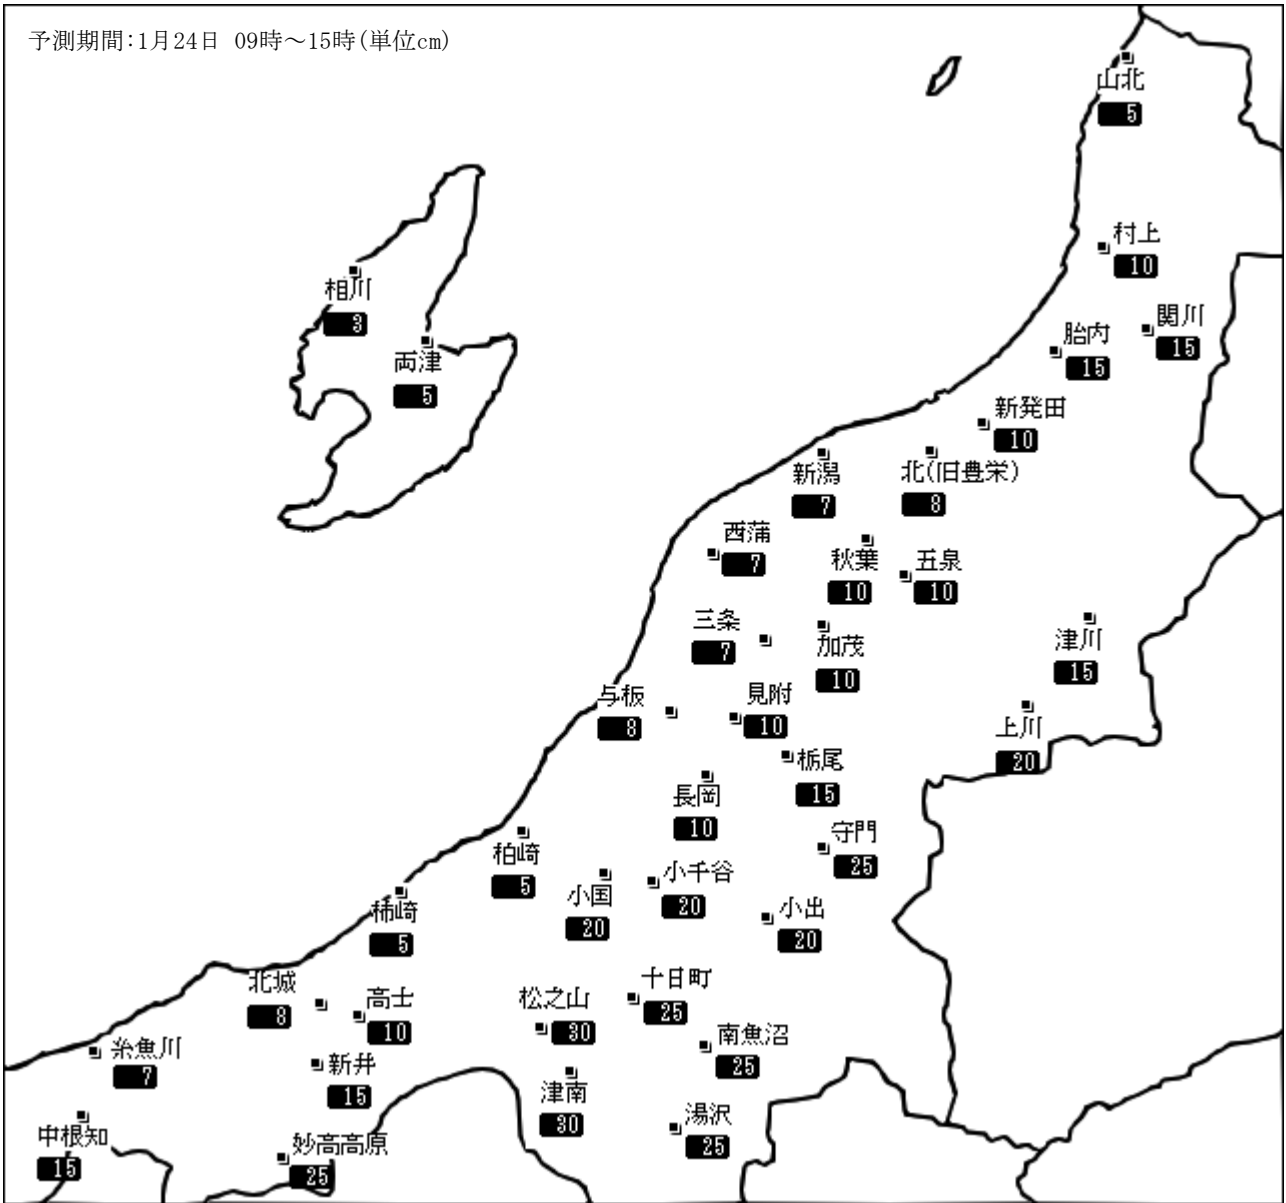 予測期間:1月24日 09時～15時(単位cm)
山北
5
村上
10
相川
3
関川
15
胎内
15
両津
5
新発田
10
新潟
7
北(旧豊栄)
8
西蒲
7
秋葉
10
五泉
10
三条
7
加茂
10
津川
15
与板
8
見附
10
上川
20
栃尾
15
長岡
10
守門
25
柏崎
5
小国
20
小千谷
20
小出
20
柿崎
5
北城
8
高士
10
松之山
30
十日町
25
南魚沼
25
糸魚川
7
新井
15
津南
30
湯沢
25
中根知
15
妙高高原
25